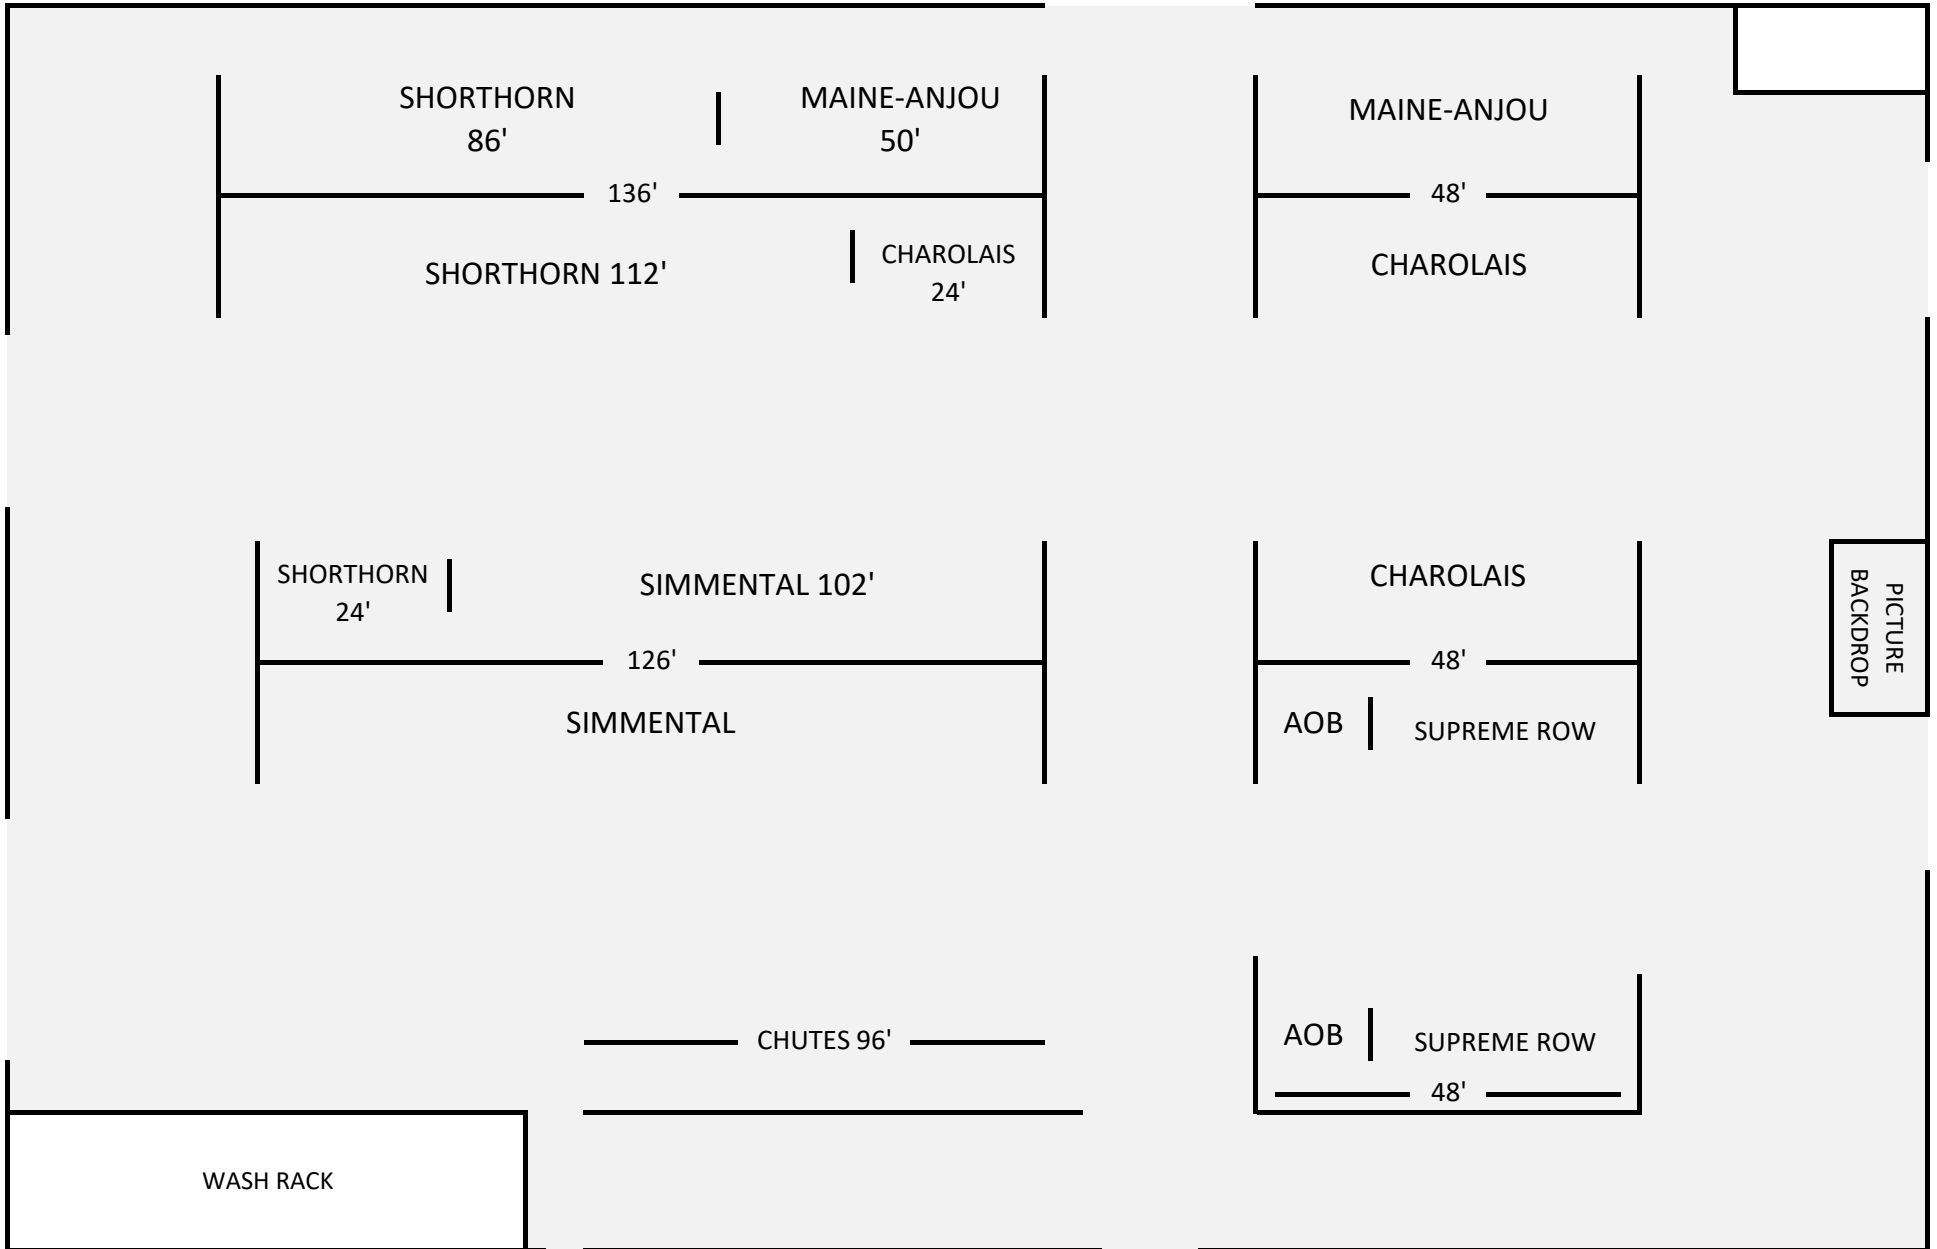 SHORTHORN
86'
MAINE-ANJOU
50'
136'
SHORTHORN 112'
CHAROLAIS
24'
MAINE-ANJOU
48'
CHAROLAIS
SHORTHORN
24'
SIMMENTAL 102'
126'
SIMMENTAL
CHAROLAIS
48'
AOB
SUPREME ROW
PICTURE
BACKDROP
CHUTES 96'
AOB
SUPREME ROW
48'
WASH RACK